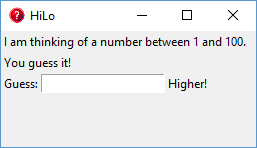 HiLo
I am thinking of a number between 1 and 100.
You guess it!
Guess: Higher!